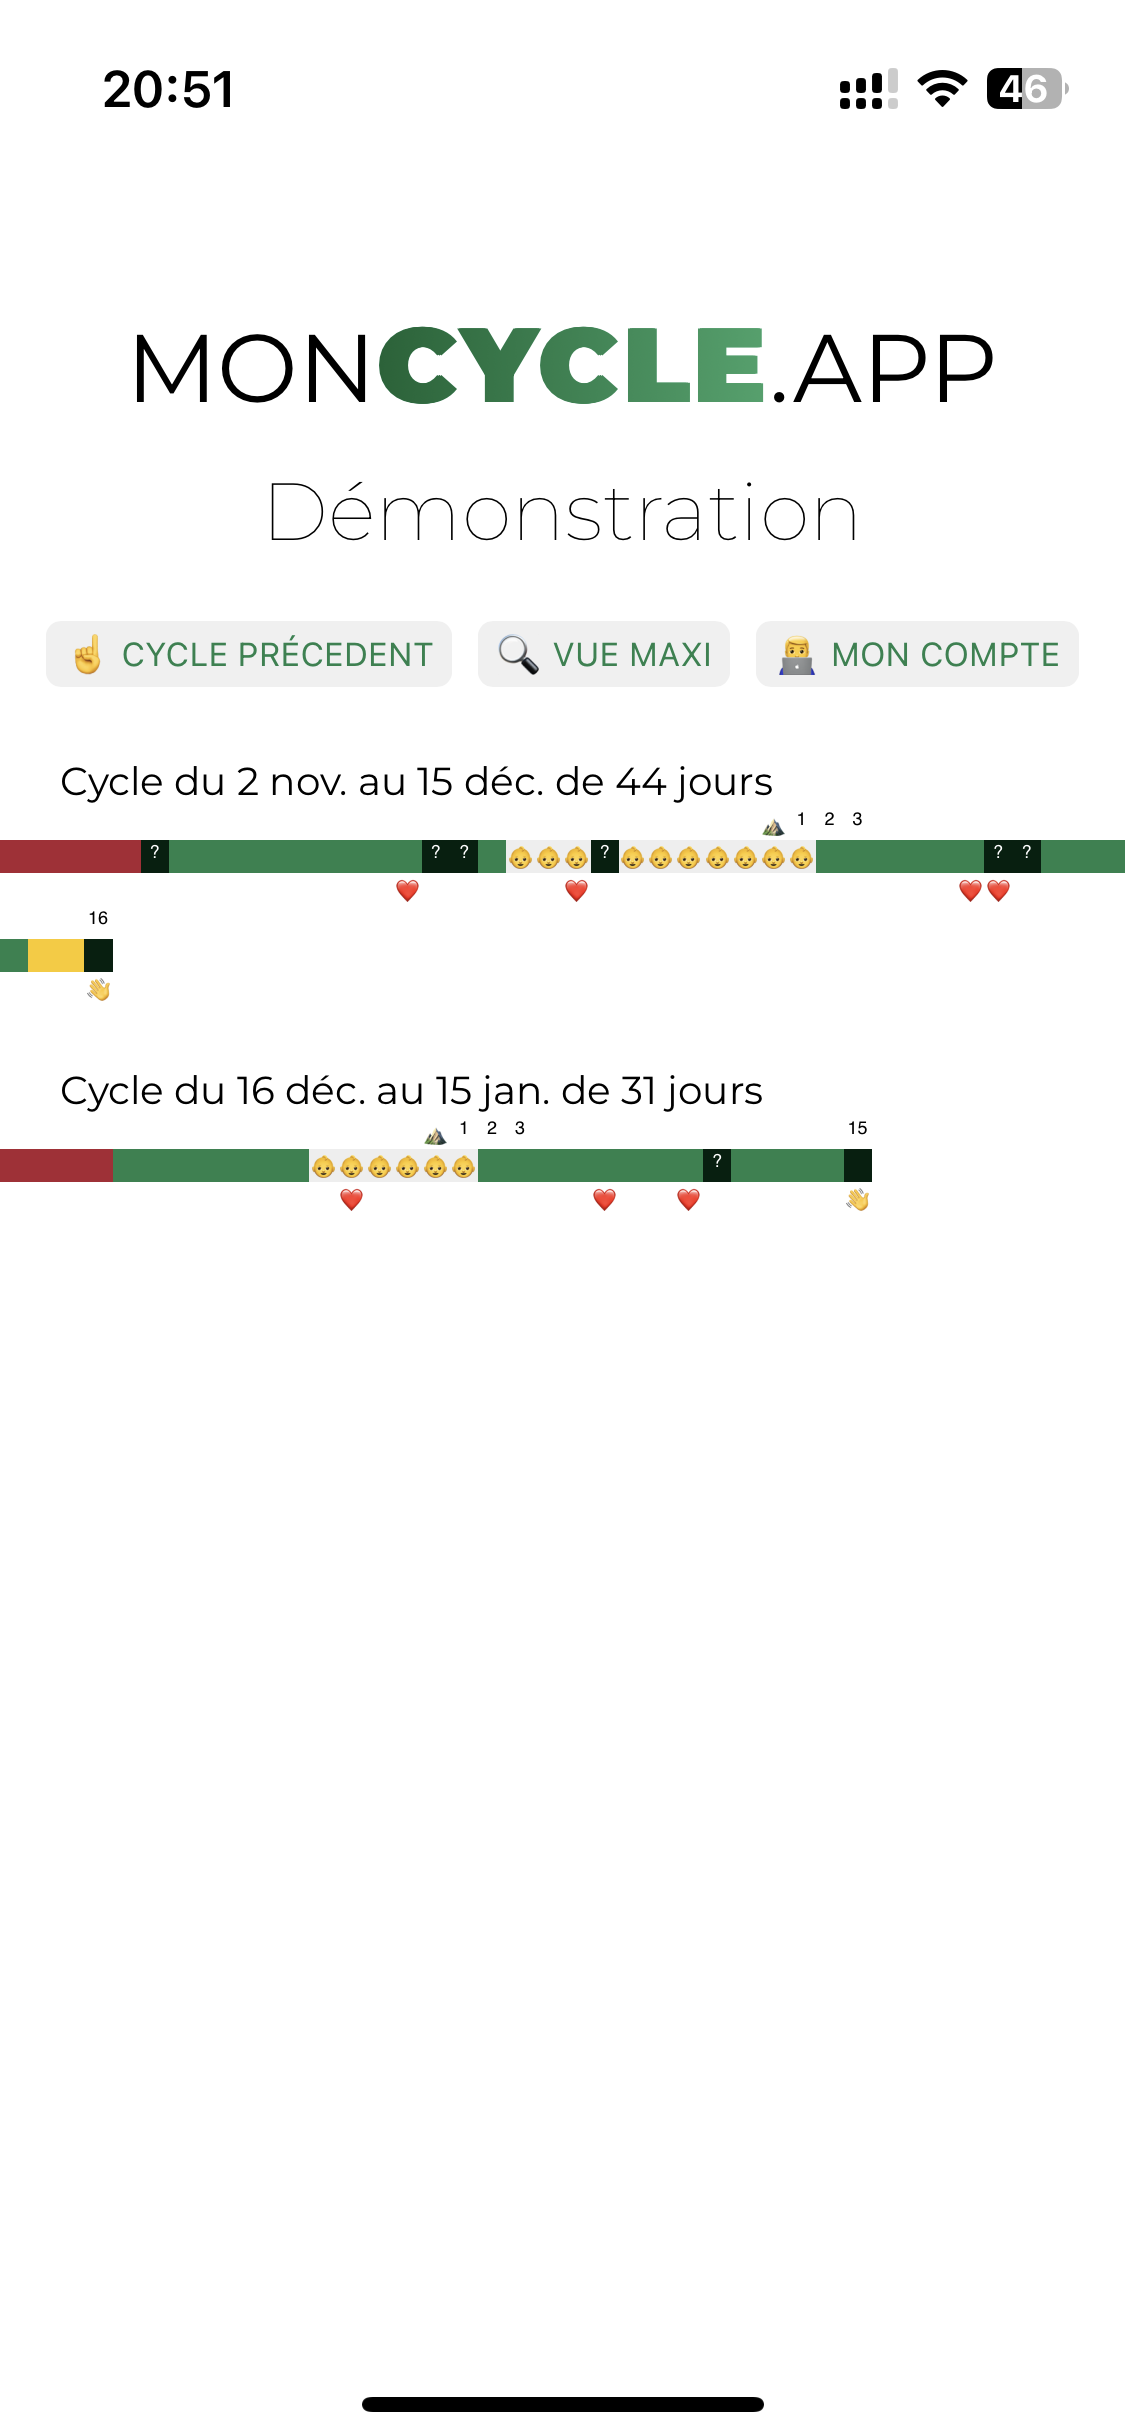 20:51
46
MONCYCLE.APP
Démonstration
☝️ CYCLE PRÉCEDENT 🔍 VUE MAXI 👨‍💻 MON COMPTE
Cycle du 2 nov. au 15 déc. de 44 jours
1 2 3
? ? ? ? ? ?
16
Cycle du 16 déc. au 15 jan. de 31 jours
1 2 3 15
?